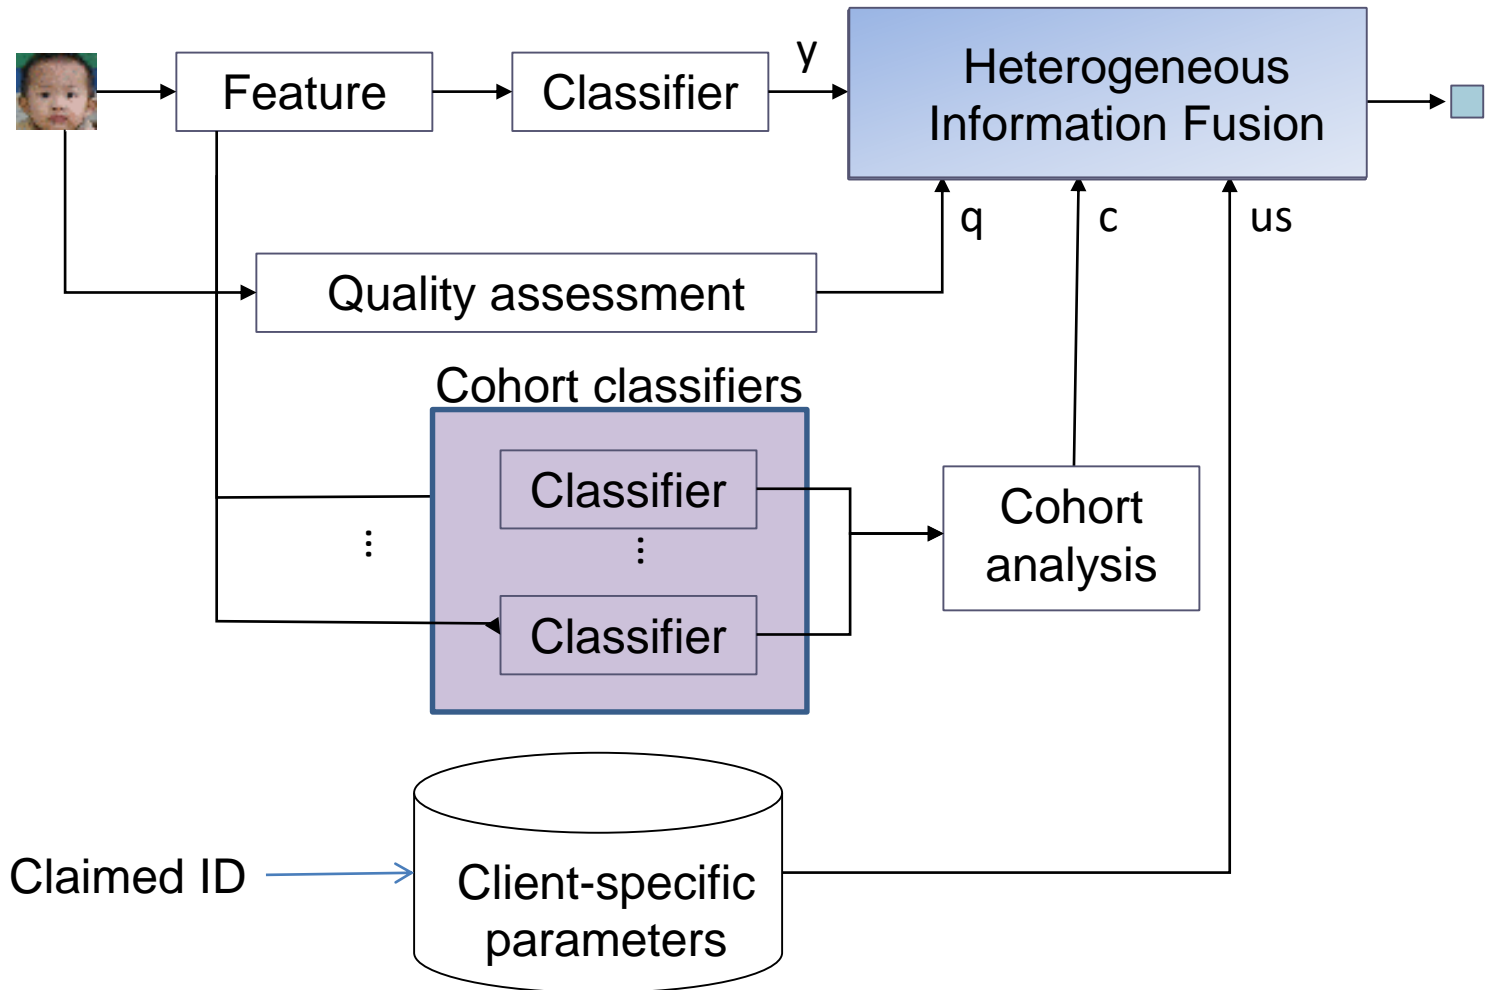 Feature
Classifier
y
Heterogeneous
Information Fusion
q
c
us
Quality assessment
Cohort classifiers
Classifier
...
...
Classifier
Cohort
analysis
Claimed ID
Client-specific
parameters